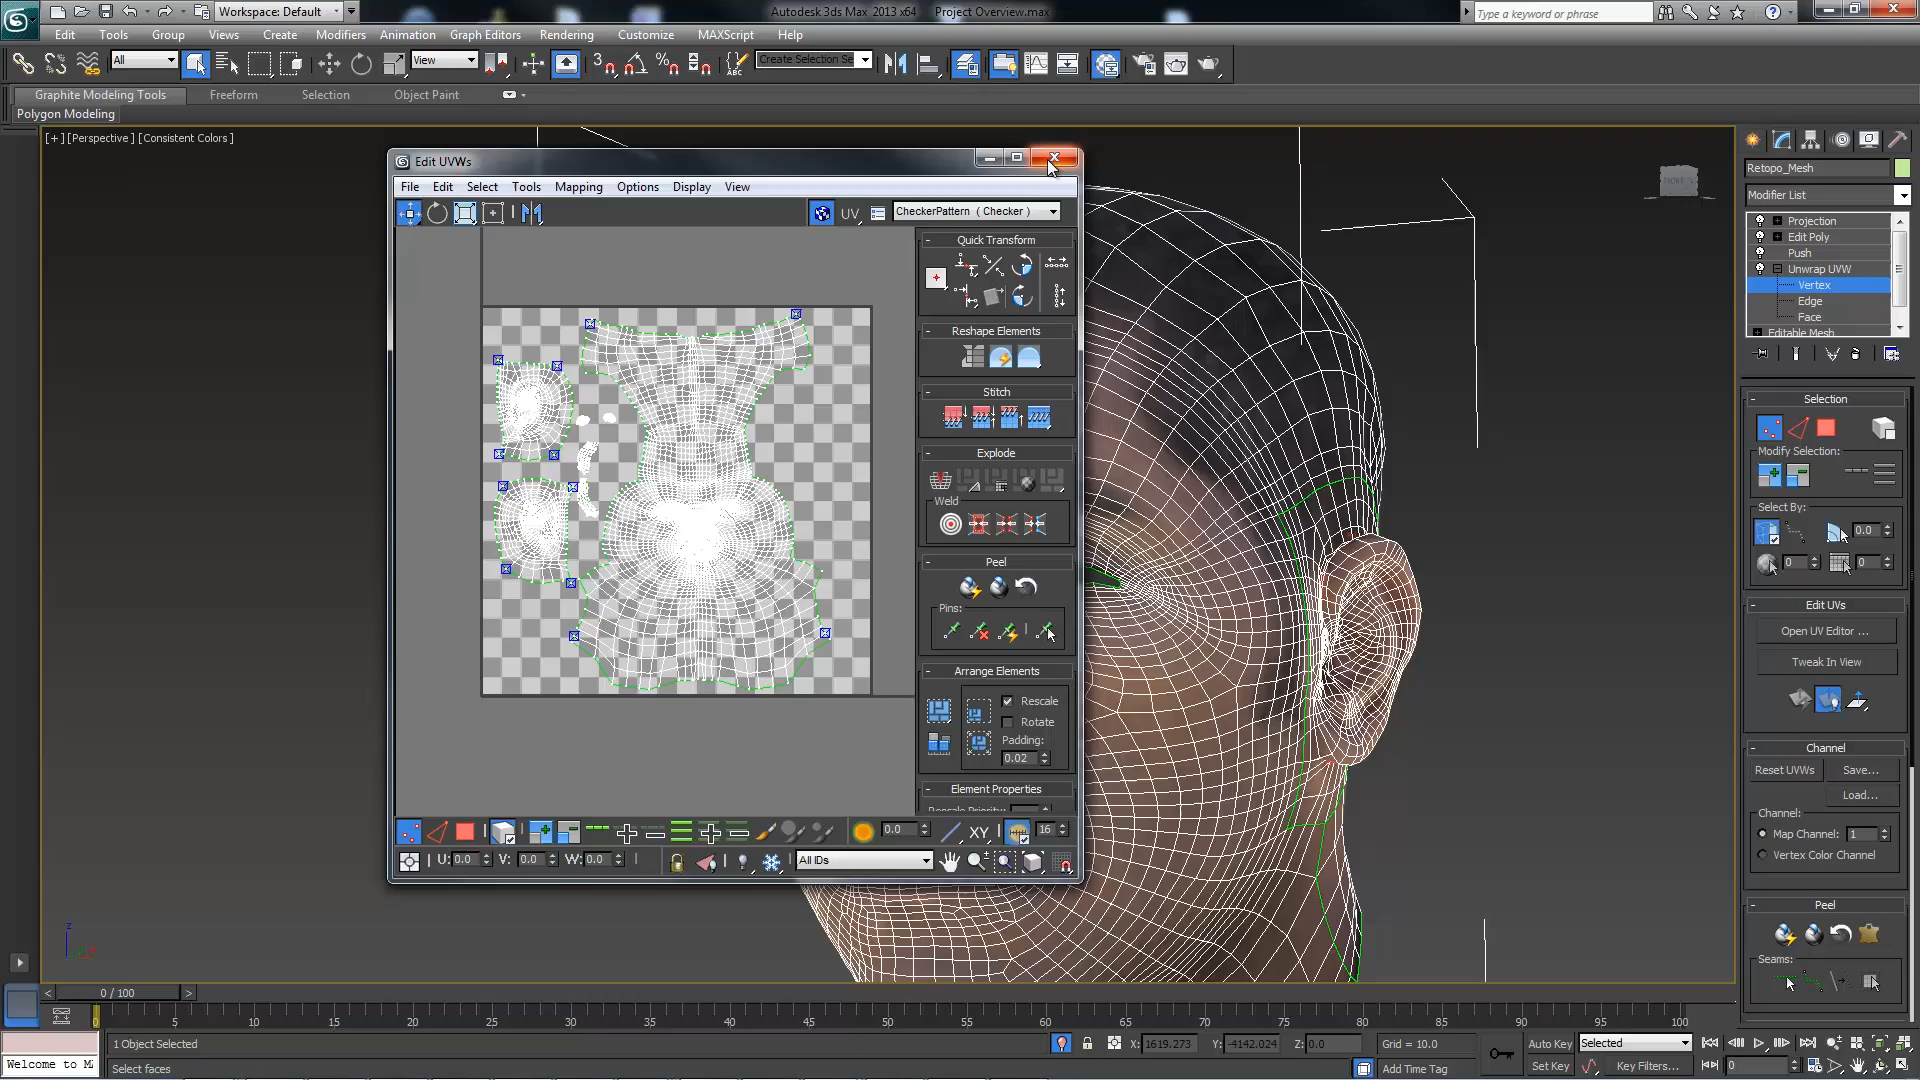 Workspace: Default
Autodesk 3ds Max 2013 x64 Project Overview.max
Type a keyword or phrase
Edit Tools Group Views Create Modifiers Animation Graph Editors Rendering Customize MAXScript Help
All
View
3
Create Selection Se
Graphite Modeling Tools Freeform Selection Object Paint
Polygon Modeling
[+] [Perspective] [Consistent Colors]
Edit UVWs
File Edit Select Tools Mapping Options Display View
UV
CheckerPattern ( Checker )
Quick Transform
Reshape Elements
Stitch
Explode
Weld
Peel
Pins:
Arrange Elements
Rescale
Rotate
Padding:
0.02
Element Properties
Rescale Priority:
0.0
XY
16
U: 0.0 V: 0.0 W: 0.0
All IDs
Retopo_Mesh
Modifier List
Projection
Edit Poly
Push
Unwrap UVW
Vertex
Edge
Face
Editable Mesh
Selection
Modify Selection:
Select By:
0.0
0
0
Edit UVs
Open UV Editor ...
Tweak In View
Channel
Reset UVWs Save...
Load...
Channel:
Map Channel: 1
Vertex Color Channel
Peel
Seams:
z
0 / 100
0 5 10 15 20 25 30 35 40 45 50 55 60 65 70 75 80 85 90 95 100
1 Object Selected
X: 1619.273 Y: -4142.024 Z: 0.0
Grid = 10.0
Auto Key Selected
Welcome to M
Select faces
Add Time Tag
Set Key Key Filters...
0